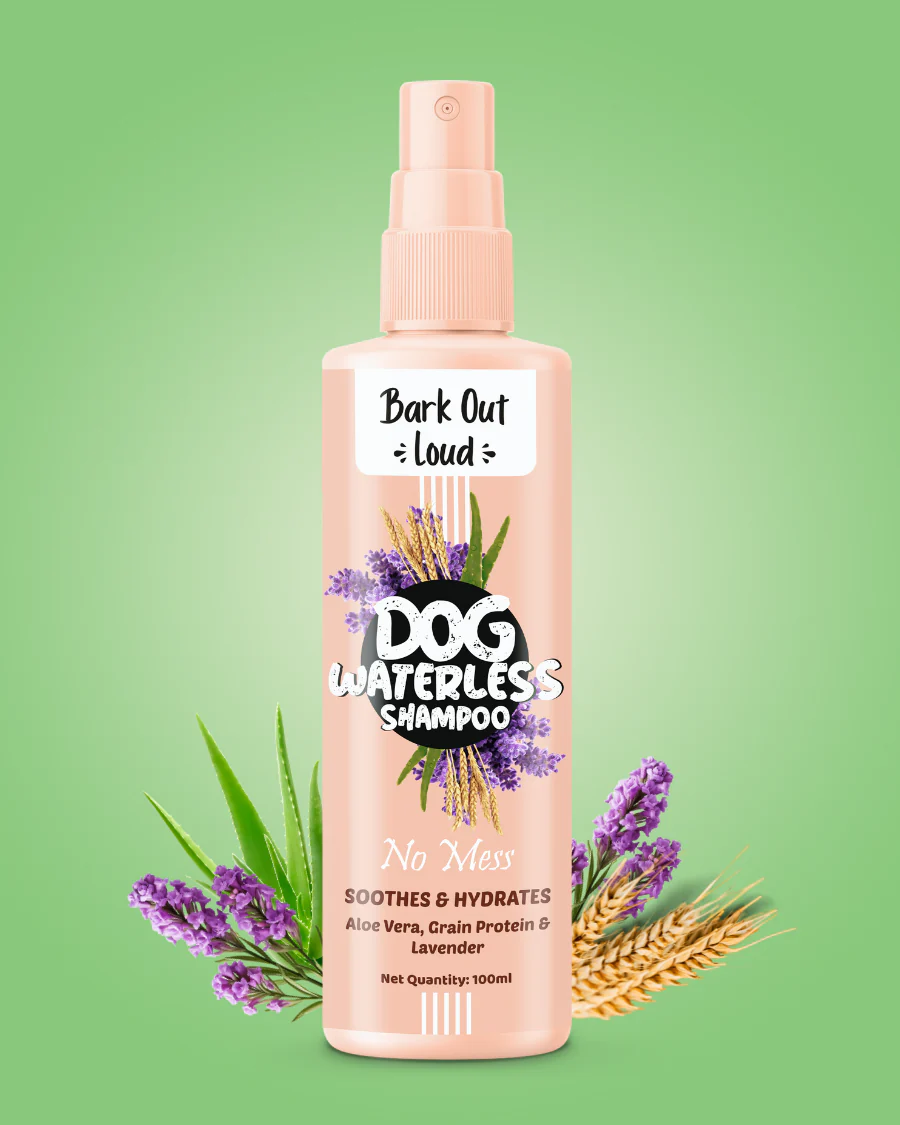 Bark Out
Loud
DOG
WATERLESS
SHAMPOO
No Mess
SOOTHES & HYDRATES
Aloe Vera, Grain Protein &
Lavender
Net Quantity: 100ml